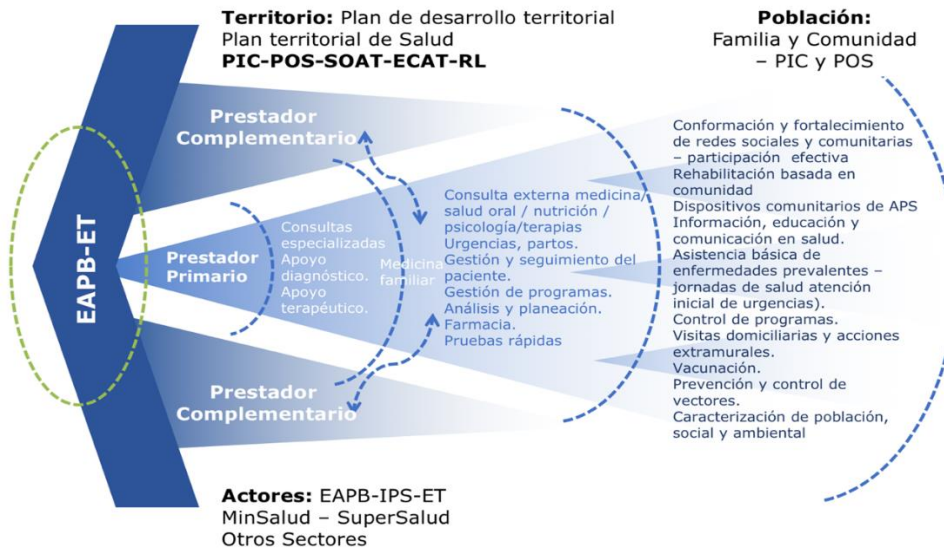 Territorio: Plan de desarrollo territorial
Plan territorial de Salud
PIC-POS-SOAT-ECAT-RL
Población:
Familia y Comunidad
– PIC y POS
EAPB-ET
Prestador
Complementario
Prestador
Primario
Consultas
especializadas
Apoyo
diagnóstico.
Apoyo
terapéutico.
Medicina
familiar
Consulta externa medicina/
salud oral / nutrición /
psicología/terapias
Urgencias, partos.
Gestión y seguimiento del
paciente.
Gestión de programas.
Análisis y planeación.
Farmacia.
Pruebas rápidas
Prestador
Complementario
Conformación y fortalecimiento
de redes sociales y comunitarias
– participación efectiva
Rehabilitación basada en
comunidad
Dispositivos comunitarios de APS
Información, educación y
comunicación en salud.
Asistencia básica de
enfermedades prevalentes –
jornadas de salud atención
inicial de urgencias).
Control de programas.
Visitas domiciliarias y acciones
extramurales.
Vacunación.
Prevención y control de
vectores.
Caracterización de población,
social y ambiental
Actores: EAPB-IPS-ET
MinSalud – SuperSalud
Otros Sectores